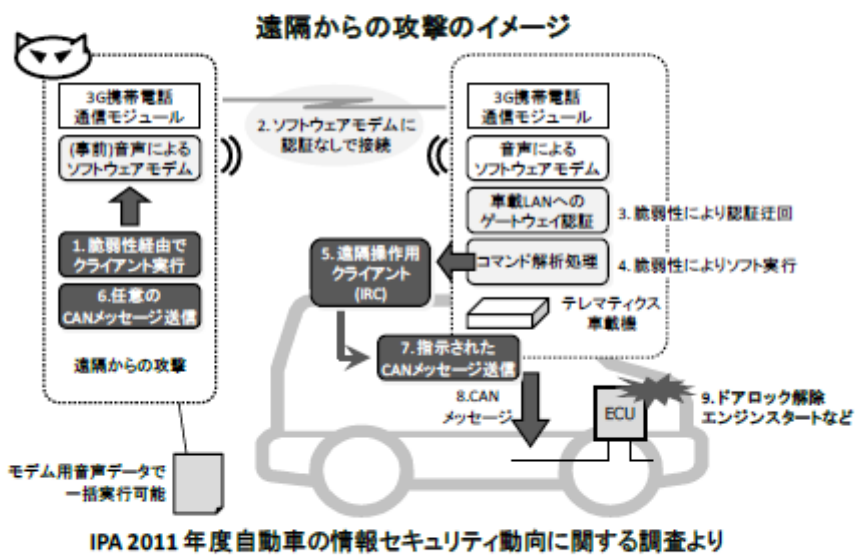 遠隔からの攻撃のイメージ
3G携帯電話
通信モジュール
(事前)音声による
ソフトウェアモデム
1.脆弱性経由で
クライアント実行
6.任意の
CANメッセージ送信
遠隔からの攻撃
モデム用音声データで
一括実行可能
2.ソフトウェアモデムに
認証なしで接続
3G携帯電話
通信モジュール
音声による
ソフトウェアモデム
車載LANへの
ゲートウェイ認証
3.脆弱性により認証迂回
コマンド解析処理
4.脆弱性によりソフト実行
5.遠隔操作用
クライアント
(IRC)
テレマティクス
車載機
7.指示された
CANメッセージ送信
8.CAN
メッセージ
ECU
9.ドアロック解除
エンジンスタートなど
IPA 2011 年度自動車の情報セキュリティ動向に関する調査より